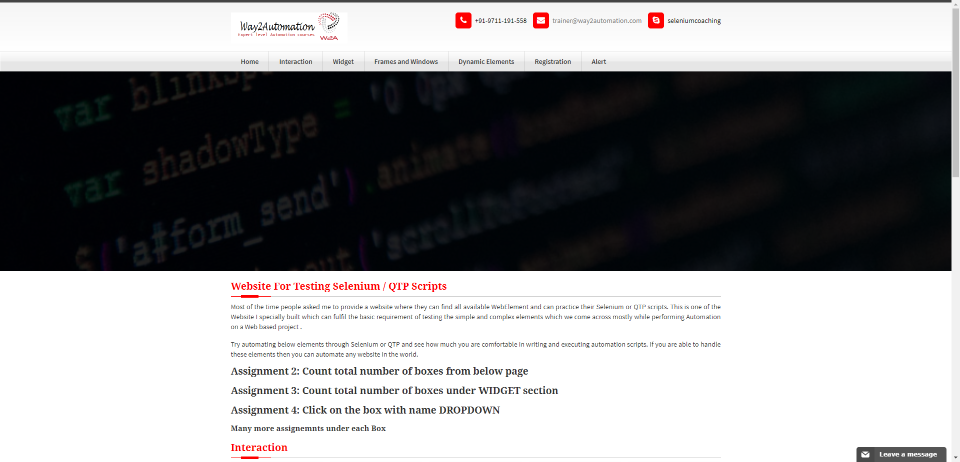 Way2Automation
Expert level Automation courses
W2A
+91-9711-191-558
trainer@way2automation.com
seleniumcoaching
Home
Interaction
Widget
Frames and Windows
Dynamic Elements
Registration
Alert
var blinkSp
var shadowType = '0 0px 0p
$('a#form_send').animate({boxShadow
'scrollToBottom'
Website For Testing Selenium / QTP Scripts
Most of the time people asked me to provide a website where they can find all available WebElement and can practice their Selenium or QTP scripts. This is one of the
Website I specially built which can fulfil the basic requirement of testing the simple and complex elements which we come across mostly while performing Automation
on a Web based project .
Try automating below elements through Selenium or QTP and see how much you are comfortable in writing and executing automation scripts. If you are able to handle
these elements then you can automate any website in the world.
Assignment 2: Count total number of boxes from below page
Assignment 3: Count total number of boxes under WIDGET section
Assignment 4: Click on the box with name DROPDOWN
Many more assignemnts under each Box
Interaction
Leave a message